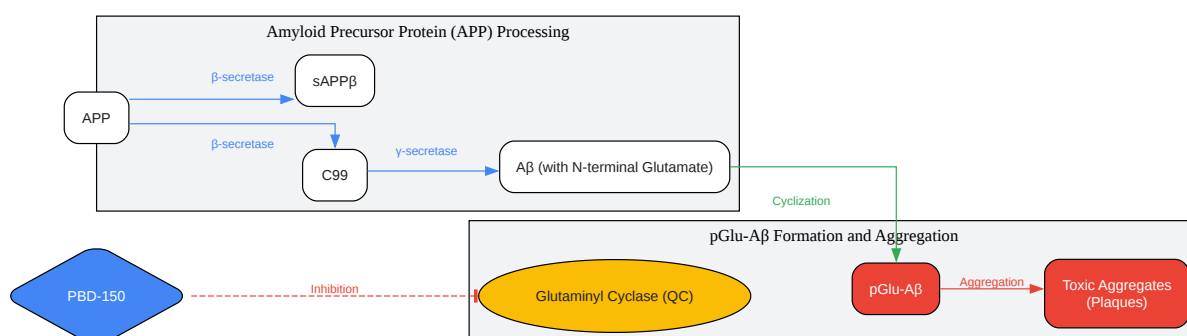 Amyloid Precursor Protein (APP) Processing
β-secretase
sAPPβ
APP
β-secretase
γ-secretase
C99
Aβ (with N-terminal Glutamate)
Cyclization
pGlu-Aβ Formation and Aggregation
PBD-150
Inhibition
Glutaminyl Cyclase (QC)
pGlu-Aβ
Aggregation
Toxic Aggregates
(Plaques)